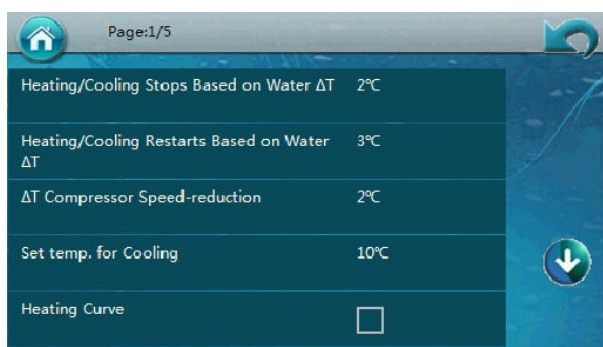 Page:1/5
Heating/Cooling Stops Based on Water ΔT 2℃
Heating/Cooling Restarts Based on Water 3℃
ΔT
ΔT Compressor Speed-reduction 2℃
Set temp. for Cooling 10℃
Heating Curve